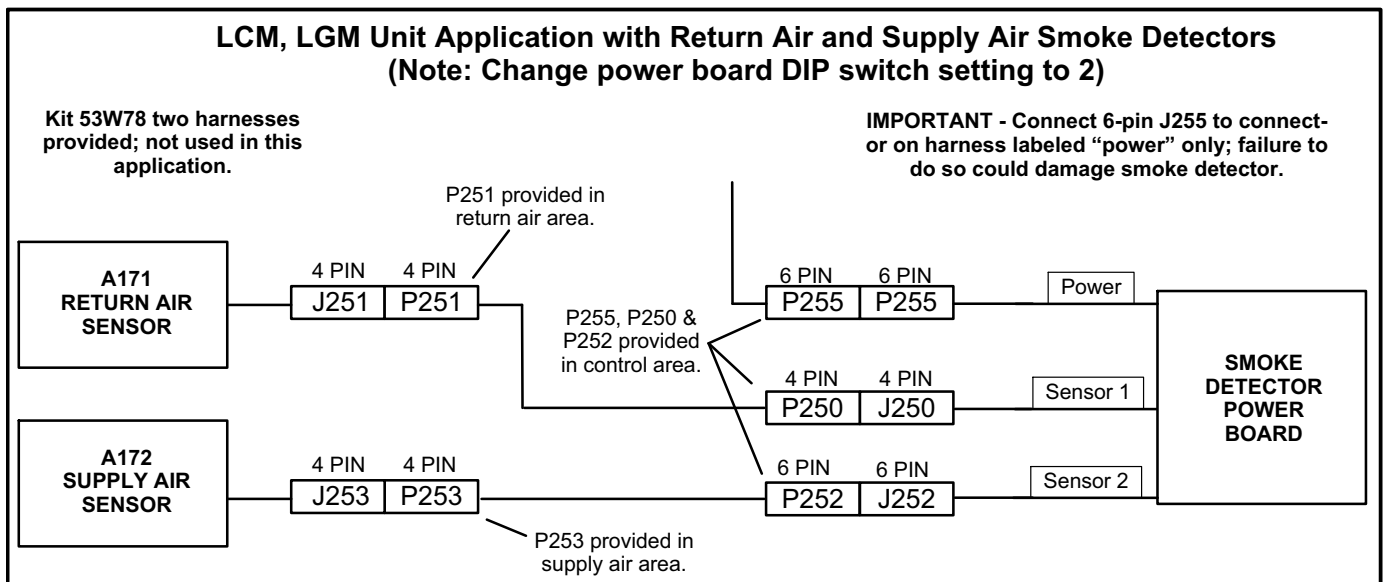 LCM, LGM Unit Application with Return Air and Supply Air Smoke Detectors
(Note: Change power board DIP switch setting to 2)
Kit 53W78 two harnesses
provided; not used in this
application.
IMPORTANT - Connect 6-pin J255 to connect-
or on harness labeled “power” only; failure to
do so could damage smoke detector.
P251 provided in
return air area.
A171
RETURN AIR
SENSOR
4 PIN 4 PIN
J251 P251
6 PIN 6 PIN
P255 P255
Power
P255, P250 &
P252 provided
in control area.
4 PIN 4 PIN
P250 J250
Sensor 1
SMOKE
DETECTOR
POWER
BOARD
A172
SUPPLY AIR
SENSOR
4 PIN 4 PIN
J253 P253
6 PIN 6 PIN
P252 J252
Sensor 2
P253 provided in
supply air area.